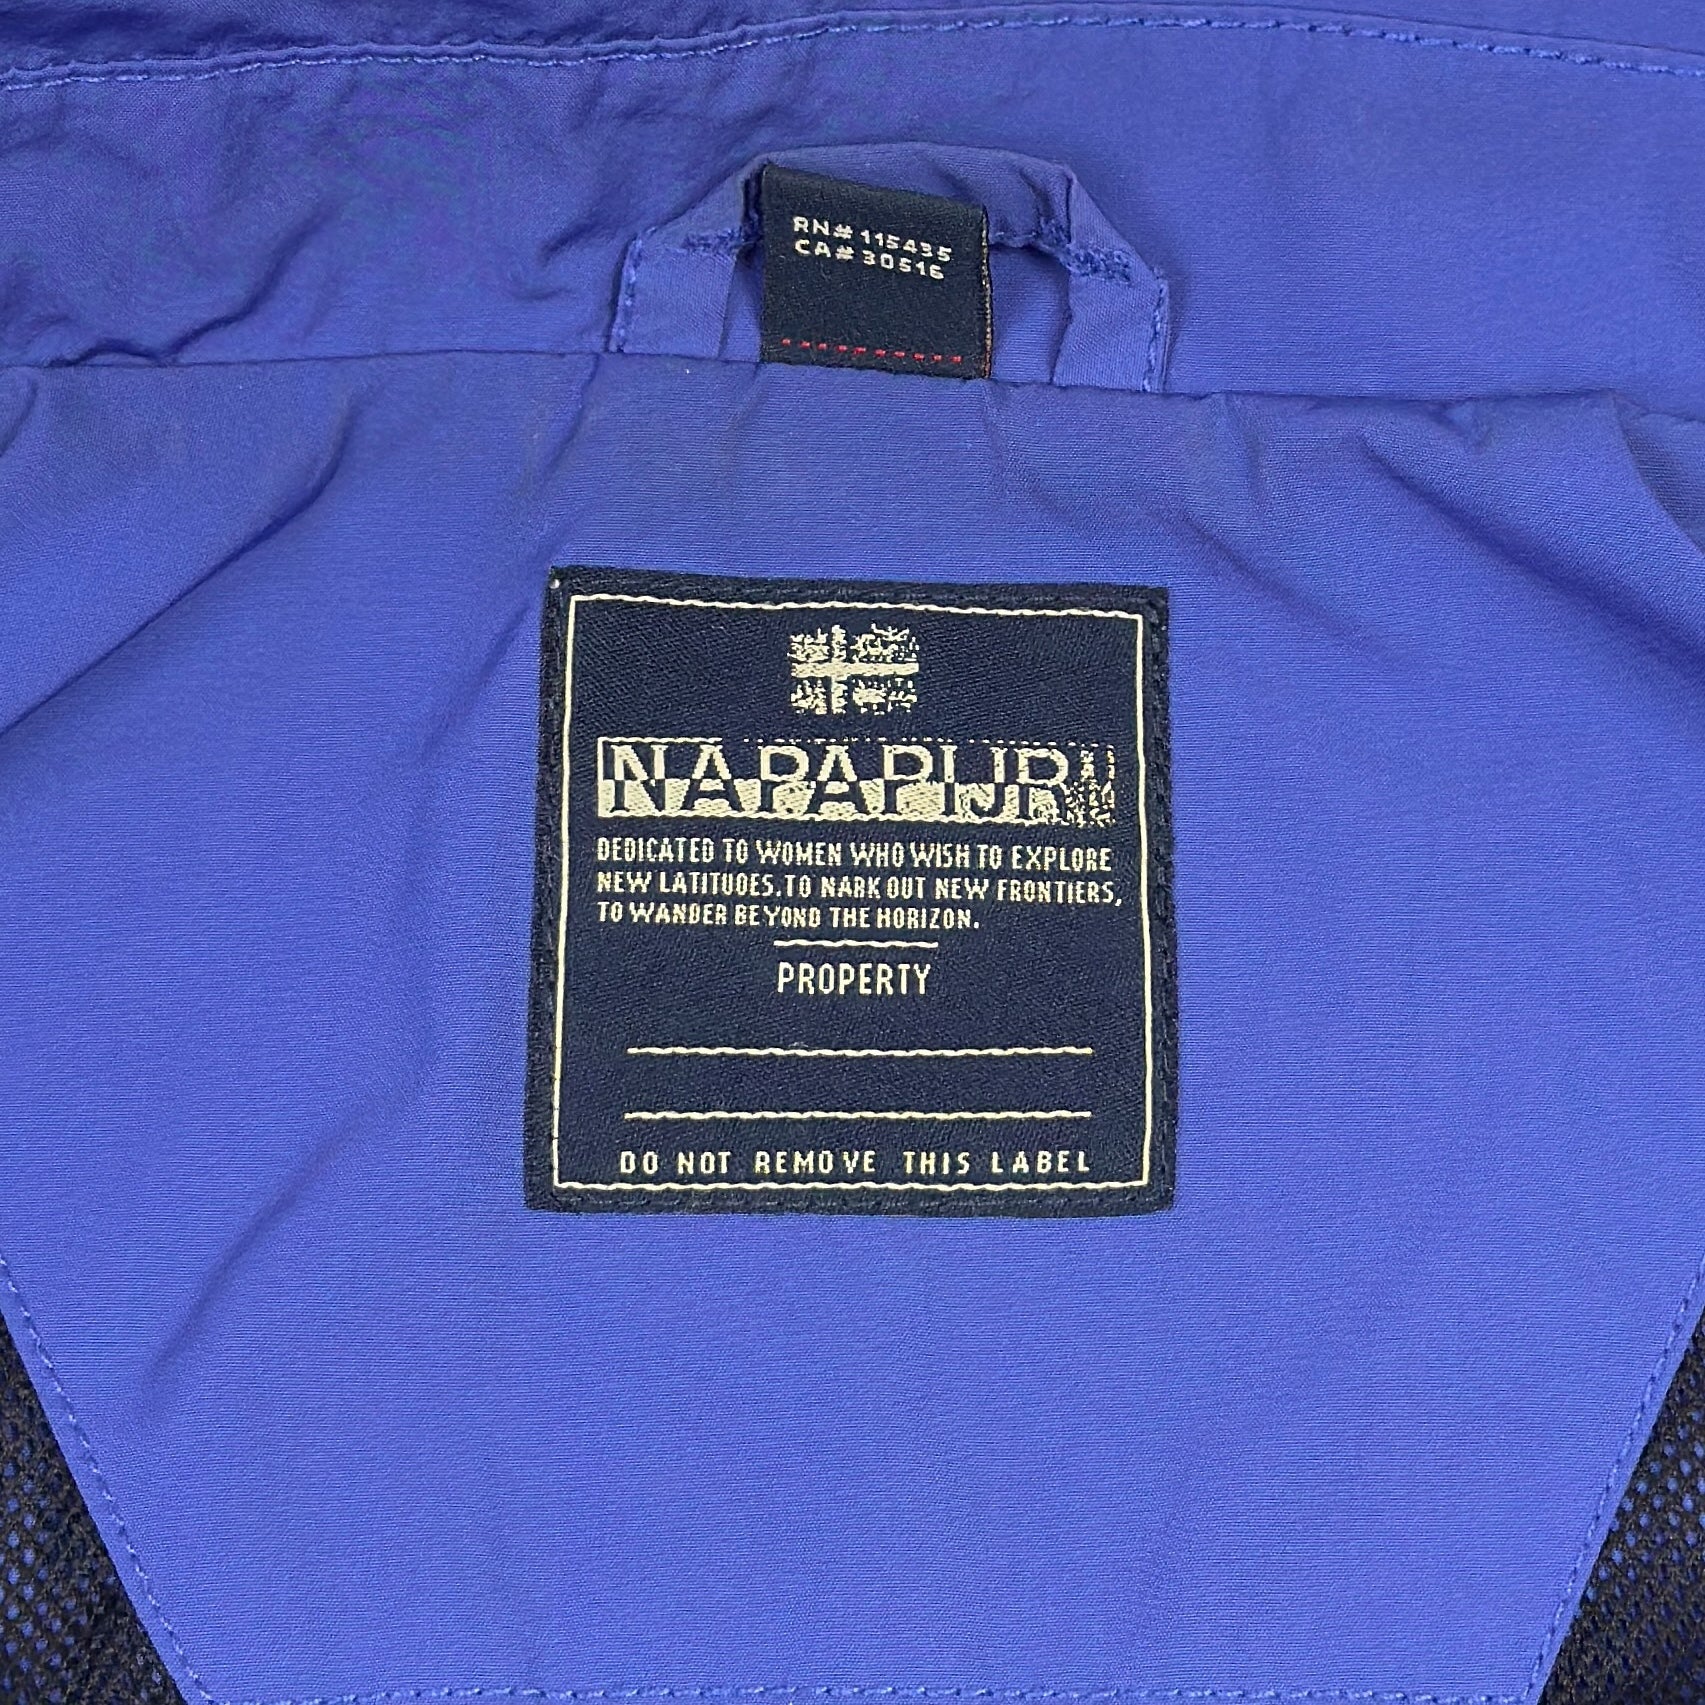 RN# 115435
CA# 30516
NAPAPIJRI
DEDICATED TO WOMEN WHO WISH TO EXPLORE
NEW LATITUDES, TO MARK OUT NEW FRONTIERS,
TO WANDER BEYOND THE HORIZON.
PROPERTY
DO NOT REMOVE THIS LABEL